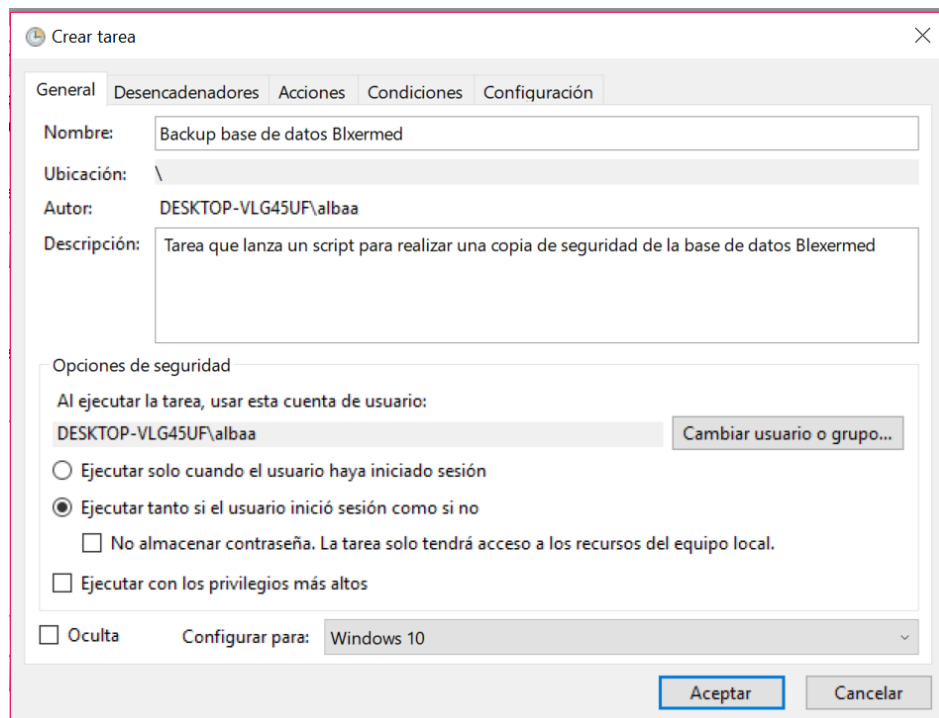 Crear tarea
General Desencadenadores Acciones Condiciones Configuración
Nombre: Backup base de datos Blxermed
Ubicación: \
Autor: DESKTOP-VLG45UF\albaa
Descripción: Tarea que lanza un script para realizar una copia de seguridad de la base de datos Blexermed
Opciones de seguridad
Al ejecutar la tarea, usar esta cuenta de usuario:
DESKTOP-VLG45UF\albaa Cambiar usuario o grupo...
Ejecutar solo cuando el usuario haya iniciado sesión
Ejecutar tanto si el usuario inició sesión como si no
No almacenar contraseña. La tarea solo tendrá acceso a los recursos del equipo local.
Ejecutar con los privilegios más altos
Oculta Configurar para: Windows 10
Aceptar Cancelar